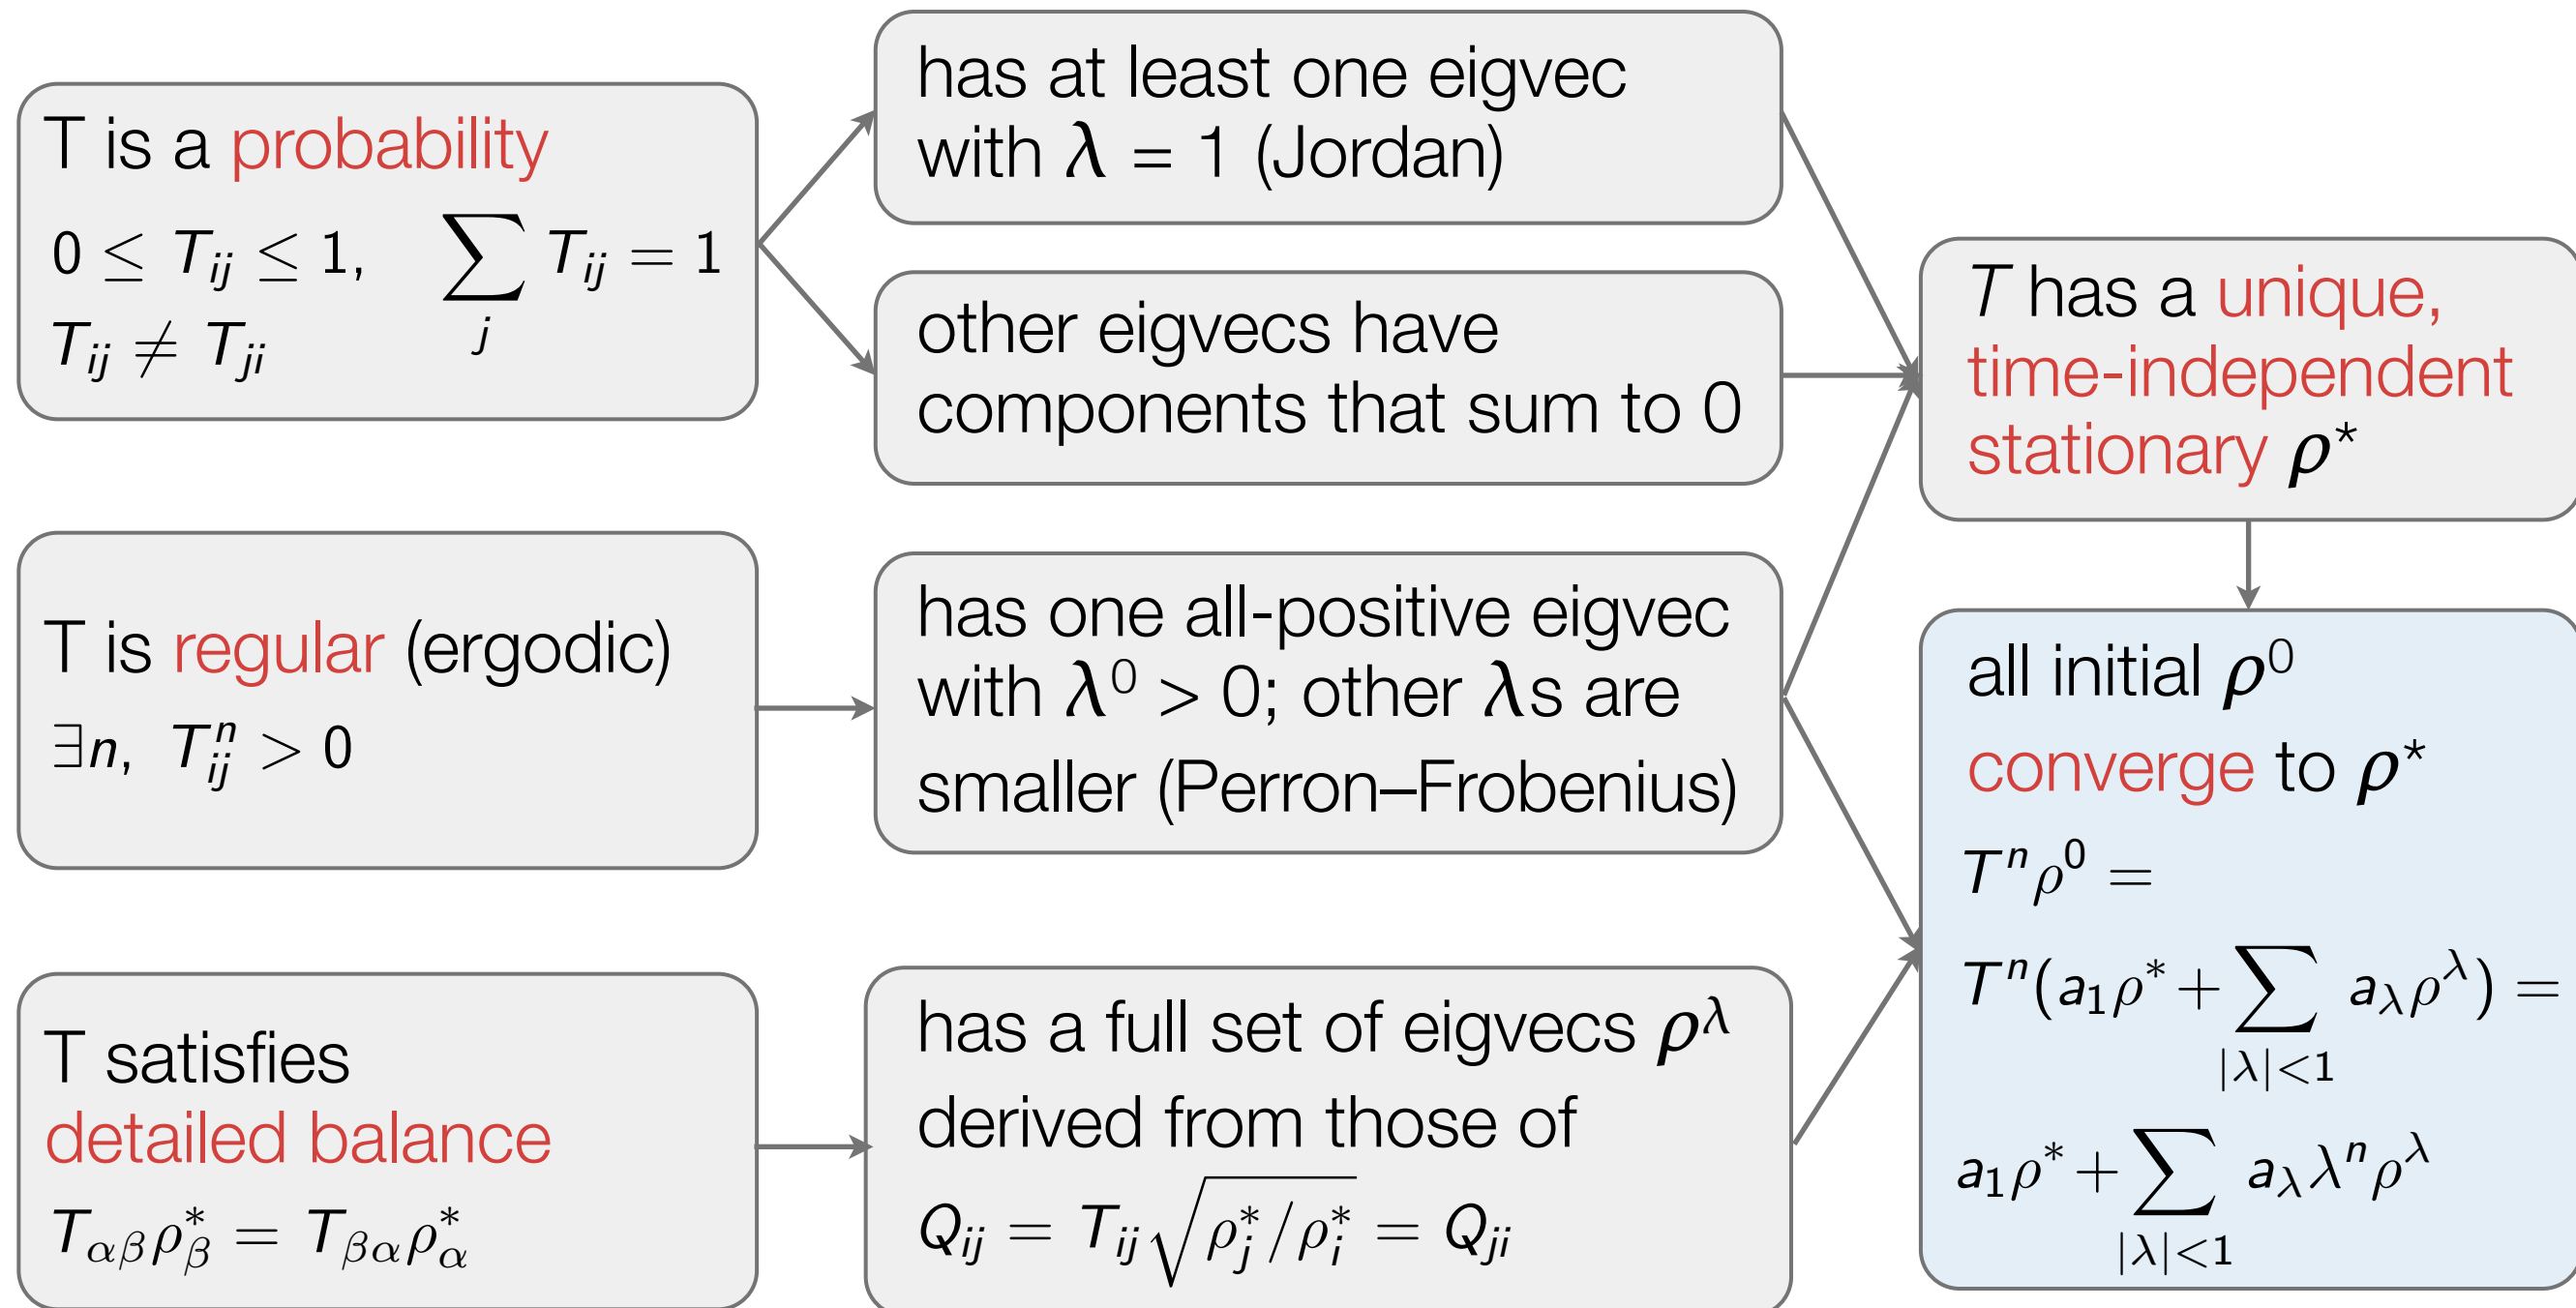 T is a probability
0 ≤ T_ij ≤ 1, ∑_j T_ij = 1
T_ij ≠ T_ji
T is regular (ergodic)
∃n, T^n_ij > 0
T satisfies
detailed balance
T_αβ ρ*_β = T_βα ρ*_α
has at least one eigvec
with λ = 1 (Jordan)
other eigvecs have
components that sum to 0
has one all-positive eigvec
with λ⁰ > 0; other λs are
smaller (Perron–Frobenius)
has a full set of eigvecs ρ^λ
derived from those of
Q_ij = T_ij √(ρ*_j / ρ*_i) = Q_ji
T has a unique,
time-independent
stationary ρ*
all initial ρ⁰
converge to ρ*
T^n ρ⁰ =
T^n (a_1 ρ* + ∑_{|λ|<1} a_λ ρ^λ) =
a_1 ρ* + ∑_{|λ|<1} a_λ λ^n ρ^λ